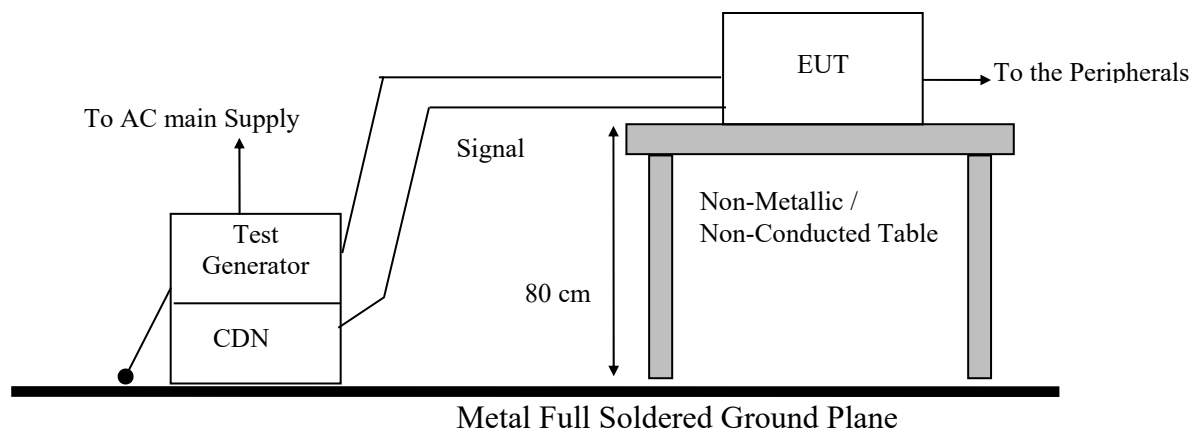 EUT
To the Peripherals
To AC main Supply
Signal
Non-Metallic /
Non-Conducted Table
Test
Generator
80 cm
CDN
Metal Full Soldered Ground Plane